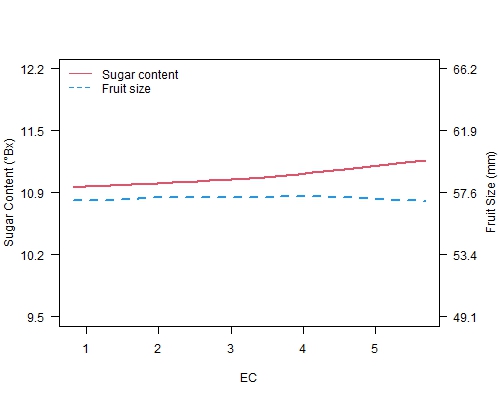 Sugar content
Fruit size
12.2
11.5
10.9
10.2
9.5
Sugar Content (°Bx)
66.2
61.9
57.6
53.4
49.1
Fruit Size (mm)
1 2 3 4 5
EC